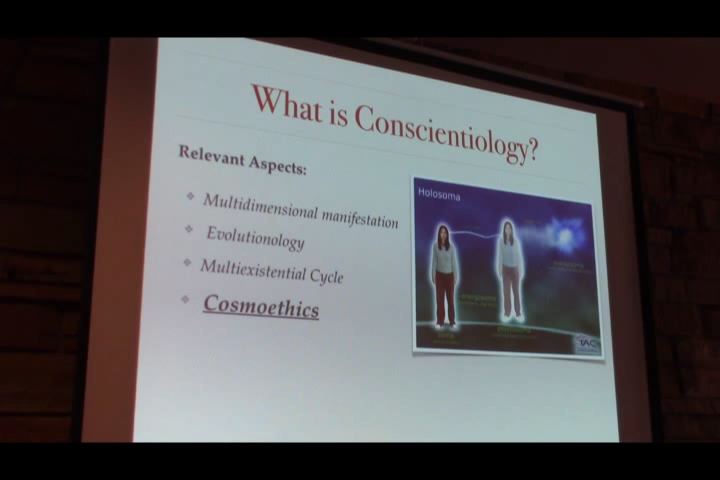 What is Conscientiology?
Relevant Aspects:
Multidimensional manifestation
Evolutionology
Multiexistential Cycle
Cosmoethics
Holosoma
IAC